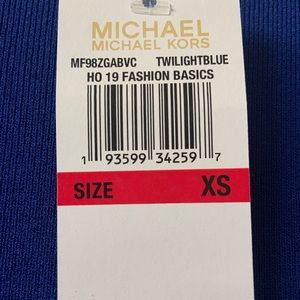 MICHAEL
MICHAEL KORS
MF98ZGABVC TWILIGHTBLUE
HO 19 FASHION BASICS
1 93599 34259 7
SIZE XS